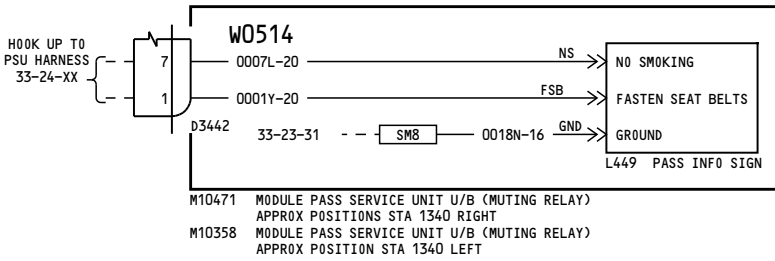 W0514
HOOK UP TO
PSU HARNESS
33-24-XX
7 0007L-20 NS NO SMOKING
1 0001Y-20 FSB FASTEN SEAT BELTS
D3442 33-23-31 SM8 0018N-16 GND GROUND
L449 PASS INFO SIGN
M10471 MODULE PASS SERVICE UNIT U/B (MUTING RELAY)
APPROX POSITIONS STA 1340 RIGHT
M10358 MODULE PASS SERVICE UNIT U/B (MUTING RELAY)
APPROX POSITION STA 1340 LEFT